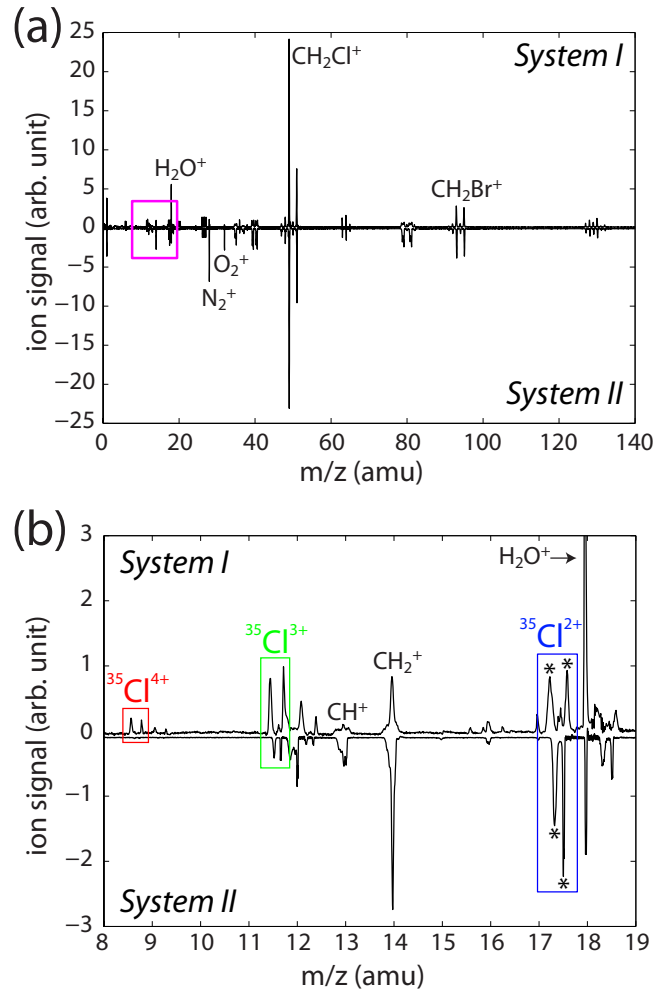 (a)
25
20
15
10
5
0
−5
−10
−15
−20
−25
ion signal (arb. unit)
System I
CH₂Cl⁺
H₂O⁺
CH₂Br⁺
O₂⁺
N₂⁺
System II
0 20 40 60 80 100 120 140
m/z (amu)
(b)
3
2
1
0
−1
−2
−3
ion signal (arb. unit)
System I
H₂O⁺→
³⁵Cl³⁺
³⁵Cl²⁺
³⁵Cl⁴⁺
CH₂⁺
CH⁺
* *
*
*
System II
8 9 10 11 12 13 14 15 16 17 18 19
m/z (amu)